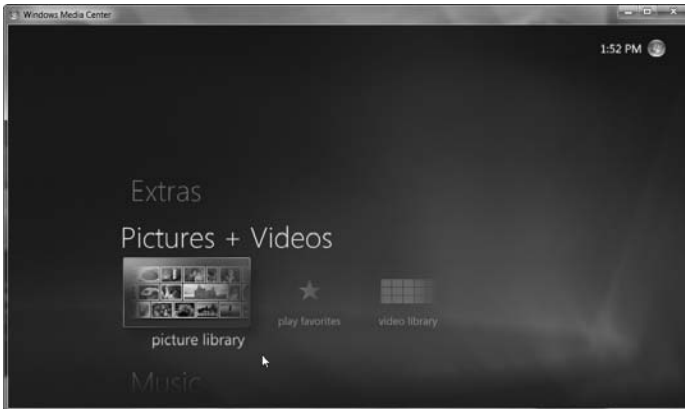 Windows Media Center
1:52 PM
Extras
Pictures + Videos
play favorites
video library
picture library
Music